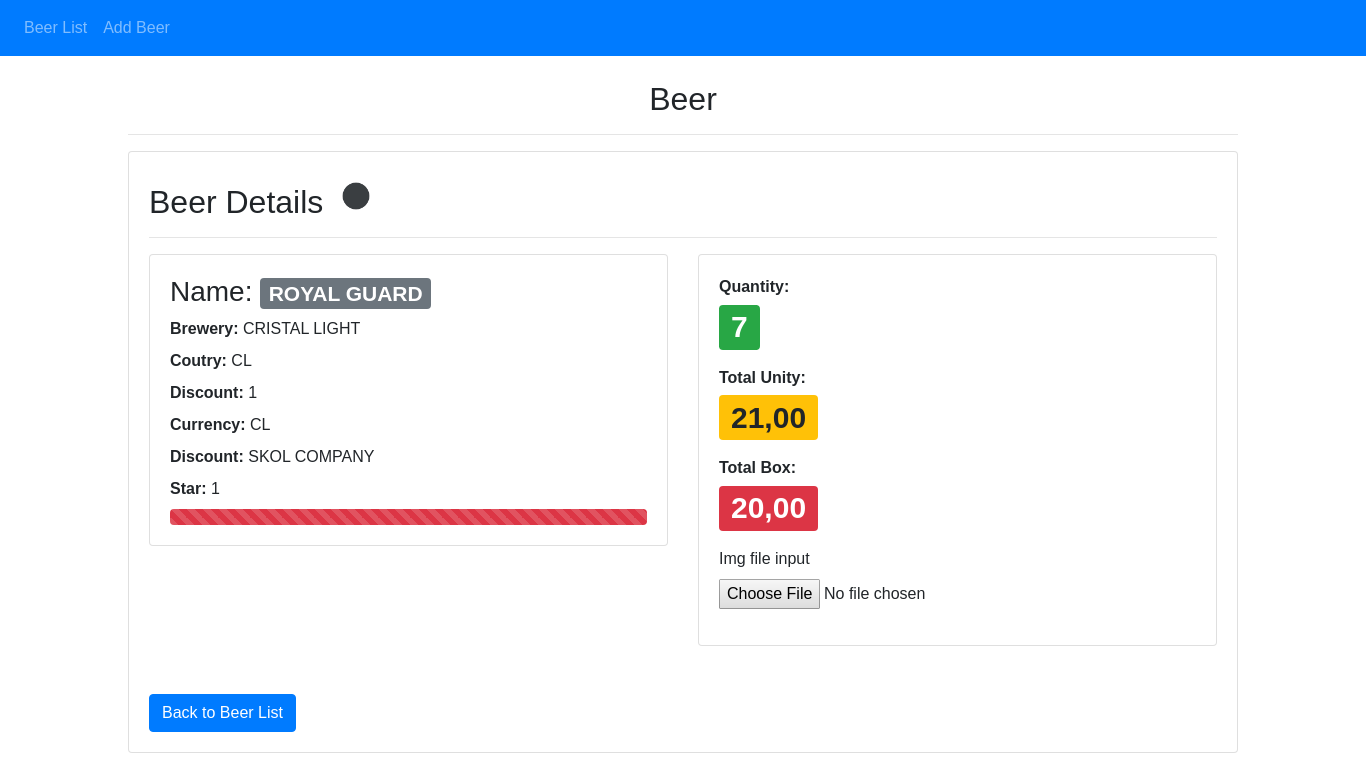 Beer List Add Beer
Beer
Beer Details
Name: ROYAL GUARD
Brewery: CRISTAL LIGHT
Coutry: CL
Discount: 1
Currency: CL
Discount: SKOL COMPANY
Star: 1
Quantity:
7
Total Unity:
21,00
Total Box:
20,00
Img file input
Choose File No file chosen
Back to Beer List